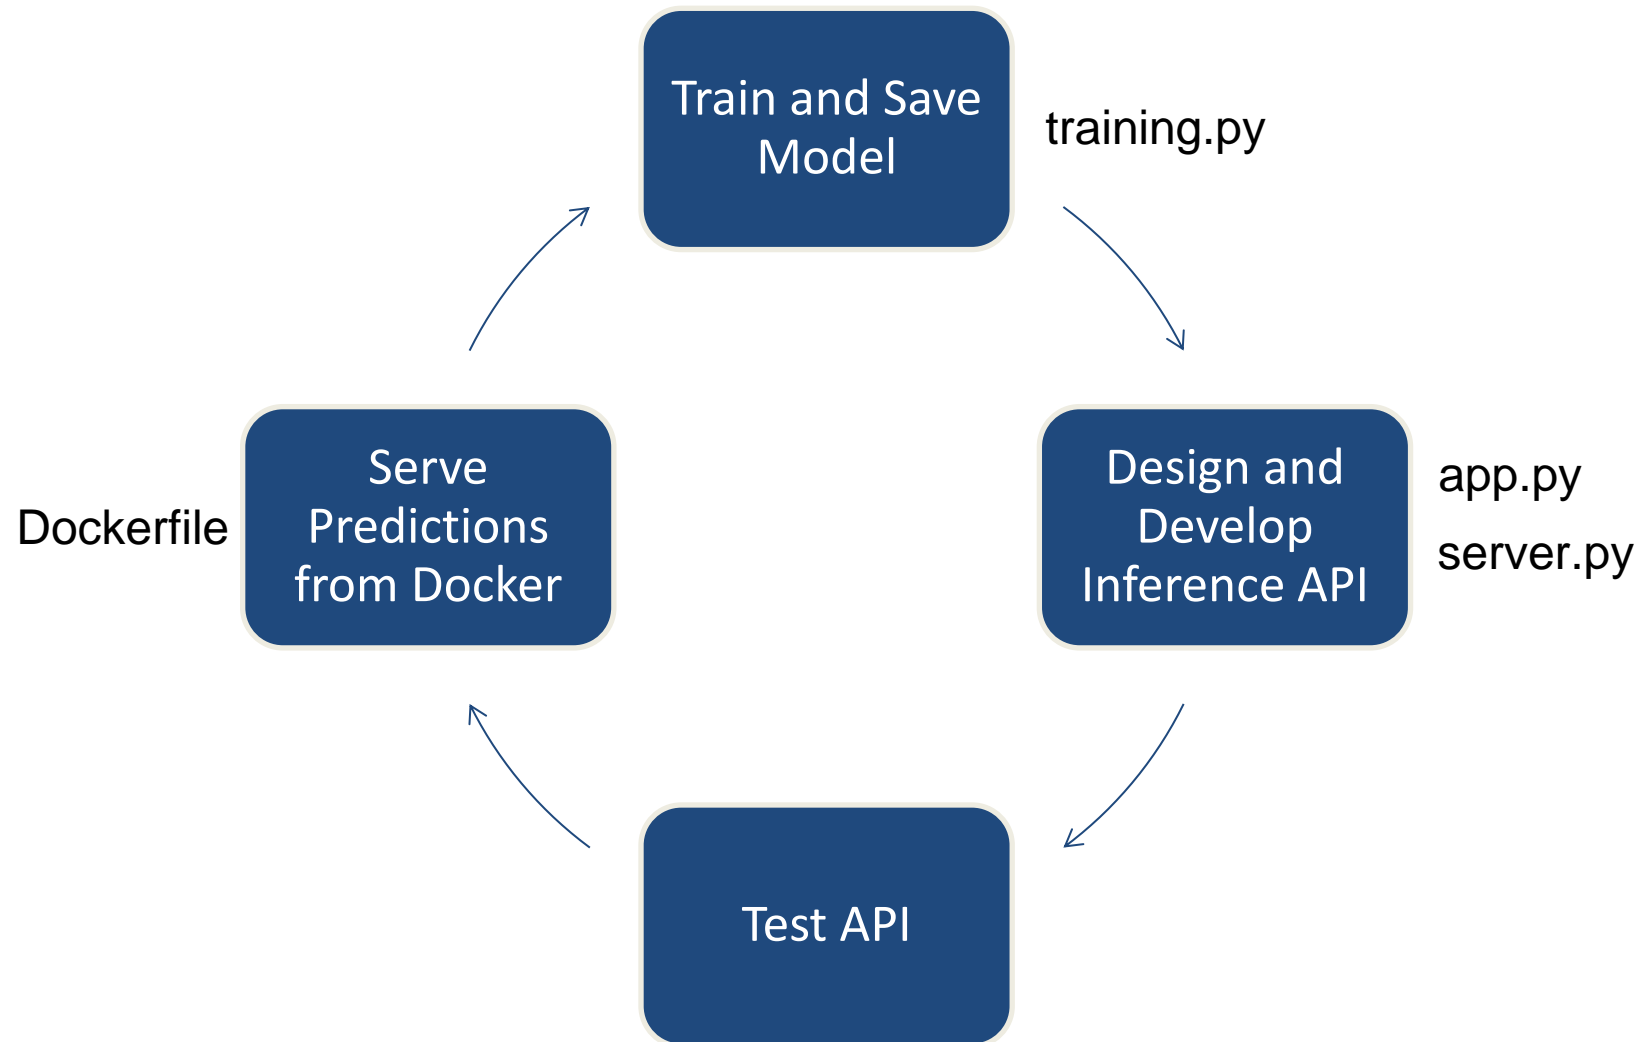 Train and Save
Model
training.py
Serve
Predictions
from Docker
Dockerfile
Design and
Develop
Inference API
app.py
server.py
Test API